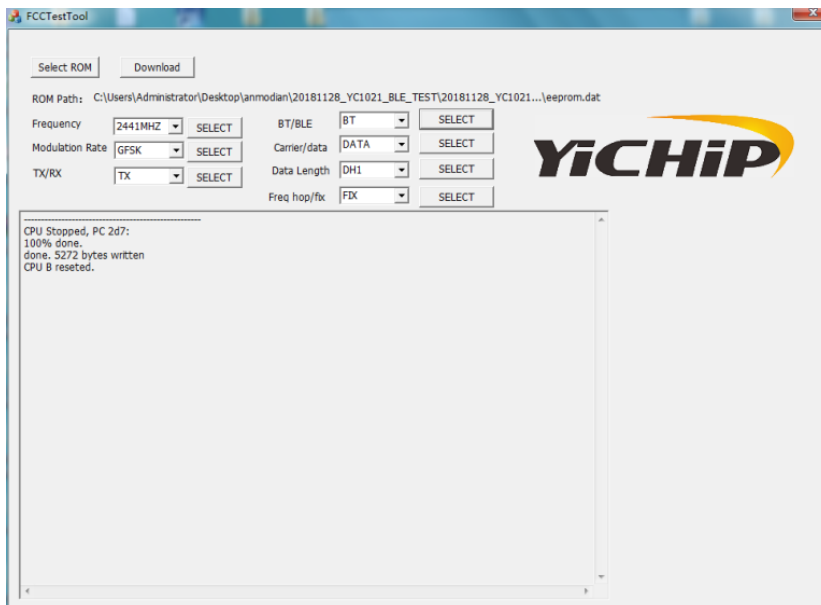 FCCTestTool
Select ROM Download
ROM Path: C:\Users\Administrator\Desktop\anmodian\20181128_YC1021_BLE_TEST\20181128_YC1021...\eeprom.dat
Frequency 2441MHZ SELECT BT/BLE BT SELECT
Modulation Rate GFSK SELECT Carrier/data DATA SELECT
TX/RX TX SELECT Data Length DH1 SELECT
Freq hop/fix FIX SELECT
YiCHiP
----------------------------------------------------
CPU Stopped, PC 2d7:
100% done.
done. 5272 bytes written
CPU B reseted.